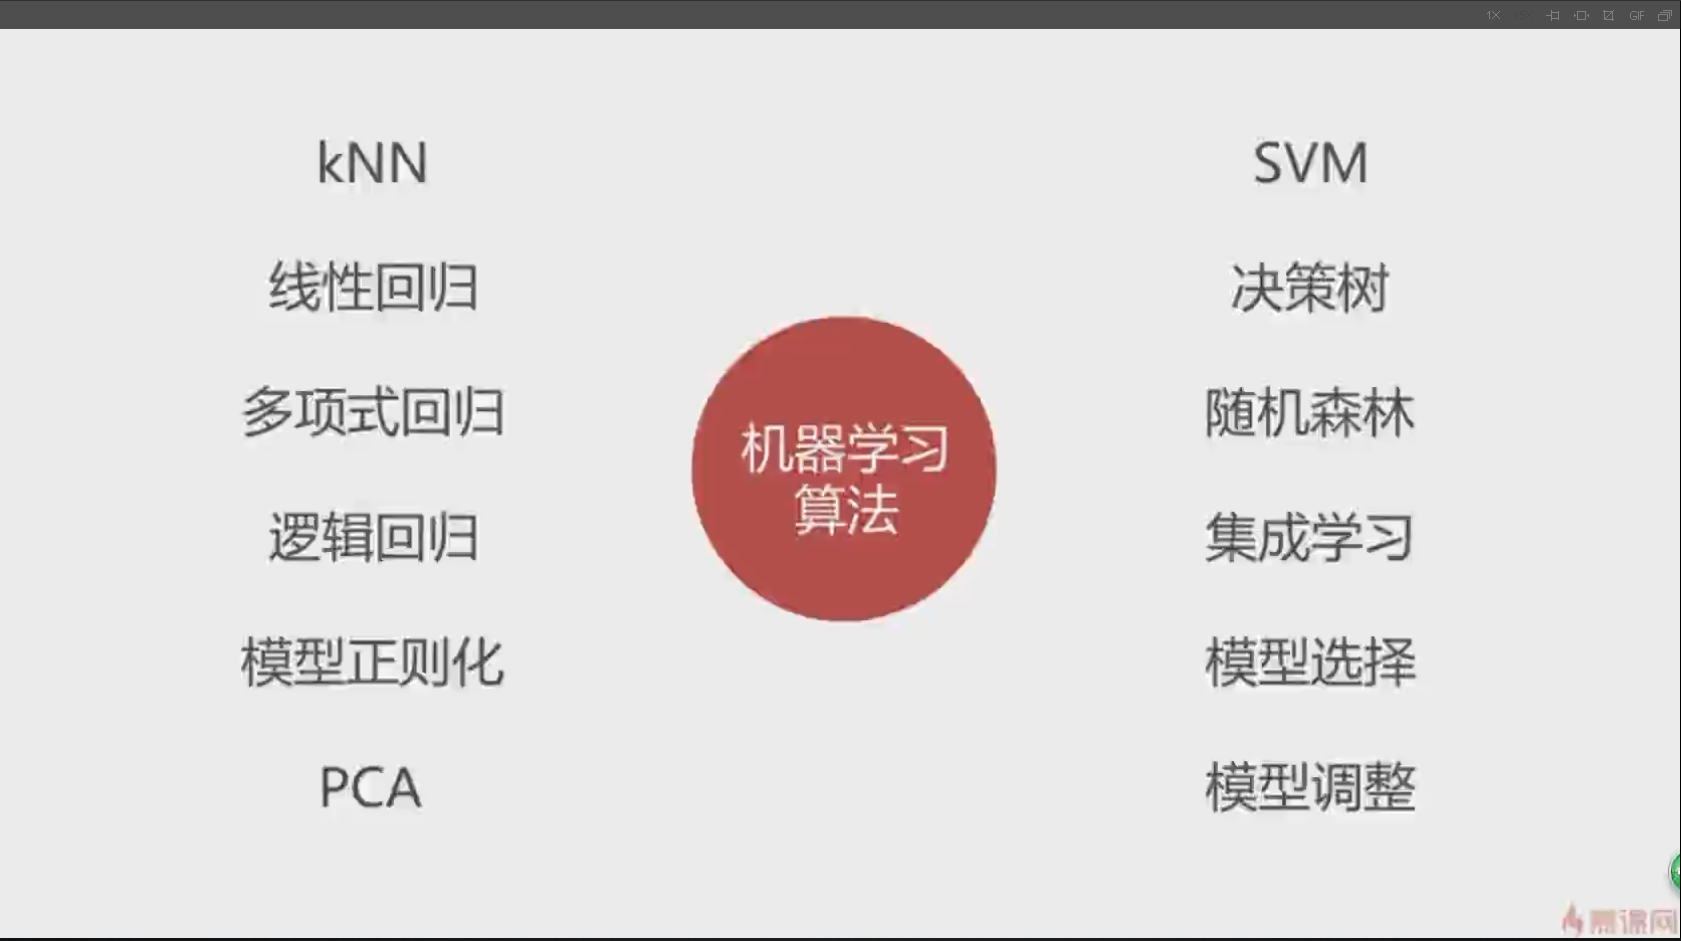 1×
GIF
kNN
线性回归
多项式回归
逻辑回归
模型正则化
PCA
机器学习
算法
SVM
决策树
随机森林
集成学习
模型选择
模型调整
慕课网